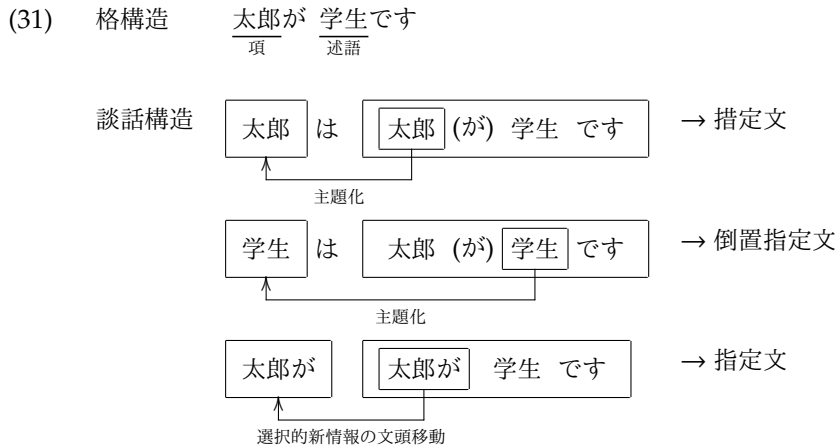 (31) 格構造 太郎が 学生です
項 述語
談話構造 太郎 は 太郎 (が) 学生 です → 措定文
主題化
学生 は 太郎 (が) 学生 です → 倒置指定文
主題化
太郎が 太郎が 学生 です → 指定文
選択的新情報の文頭移動